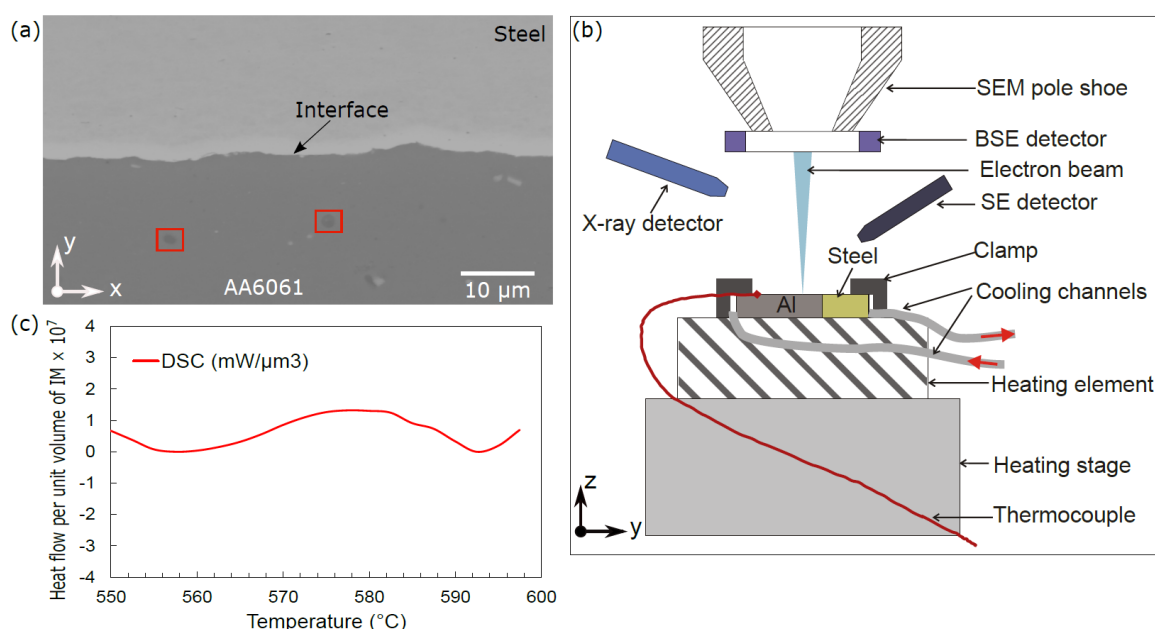 (a)
Steel
Interface
y
x
AA6061
10 µm
(b)
SEM pole shoe
BSE detector
Electron beam
SE detector
X-ray detector
Steel
Clamp
Cooling channels
Al
Heating element
Heating stage
Thermocouple
z
y
(c)
Heat flow per unit volume of IM × 10⁷
4
3
2
1
0
-1
-2
-3
-4
DSC (mW/µm3)
550
560
570
580
590
600
Temperature (°C)